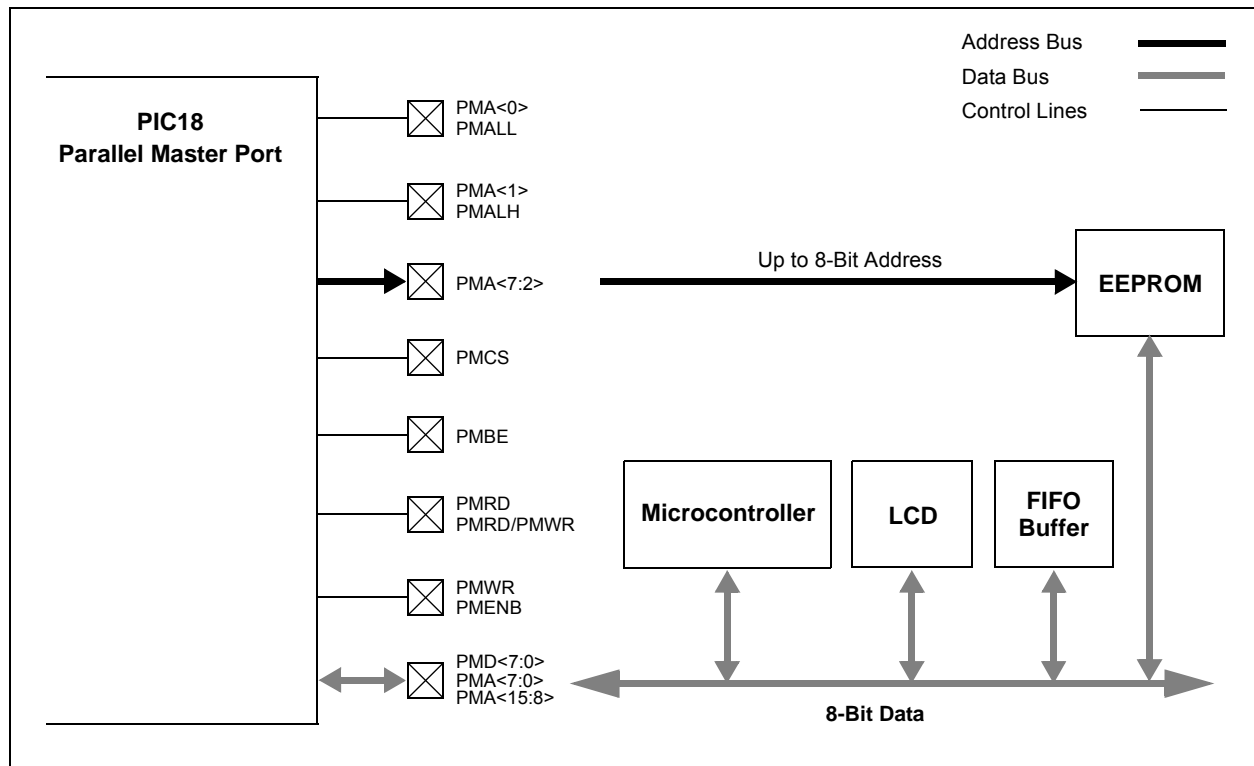 Address Bus
Data Bus
Control Lines
PIC18
Parallel Master Port
PMA<0>
PMALL
PMA<1>
PMALH
PMA<7:2>
Up to 8-Bit Address
EEPROM
PMCS
PMBE
PMRD
PMRD/PMWR
Microcontroller
LCD
FIFO
Buffer
PMWR
PMENB
PMD<7:0>
PMA<7:0>
PMA<15:8>
8-Bit Data